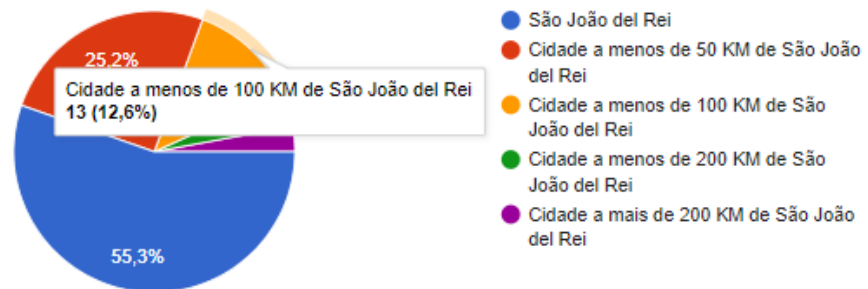 25,2%
Cidade a menos de 100 KM de São João del Rei
13 (12,6%)
55,3%
São João del Rei
Cidade a menos de 50 KM de São João
del Rei
Cidade a menos de 100 KM de São
João del Rei
Cidade a menos de 200 KM de São
João del Rei
Cidade a mais de 200 KM de São João
del Rei